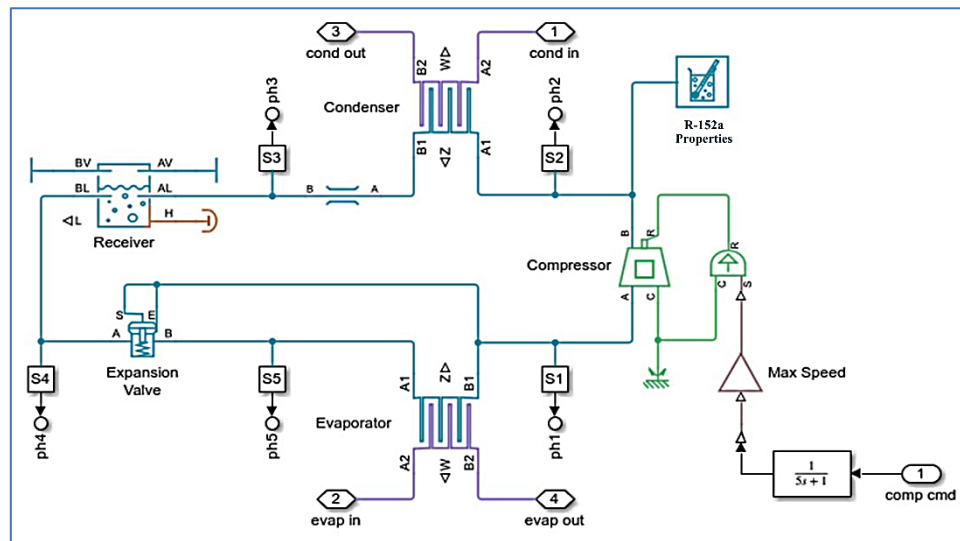 3
cond out
1
cond in
B2
W
A2
R-152a
Properties
Condenser
ph3
ph2
B1
Z
A1
S3
S2
BV
AV
BL
AL
B
A
L
H
Receiver
B
R
Compressor
A
C
R
C
S
S
E
A
B
Expansion
Valve
S4
S5
A1
Z
B1
S1
Max Speed
ph4
ph5
ph1
Evaporator
A2
W
B2
1
5s + 1
1
comp cmd
2
evap in
4
evap out